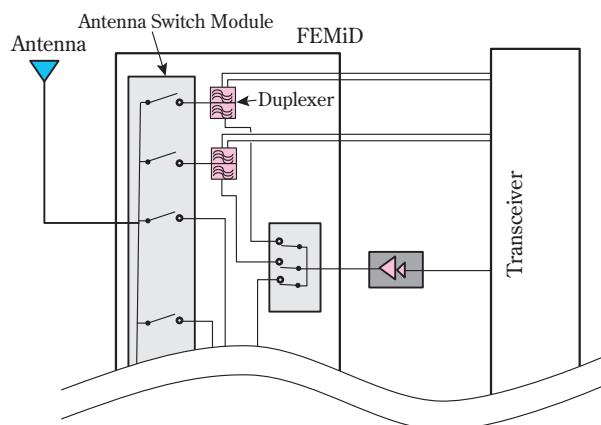 Antenna Switch Module
Antenna
FEMiD
Duplexer
Transceiver